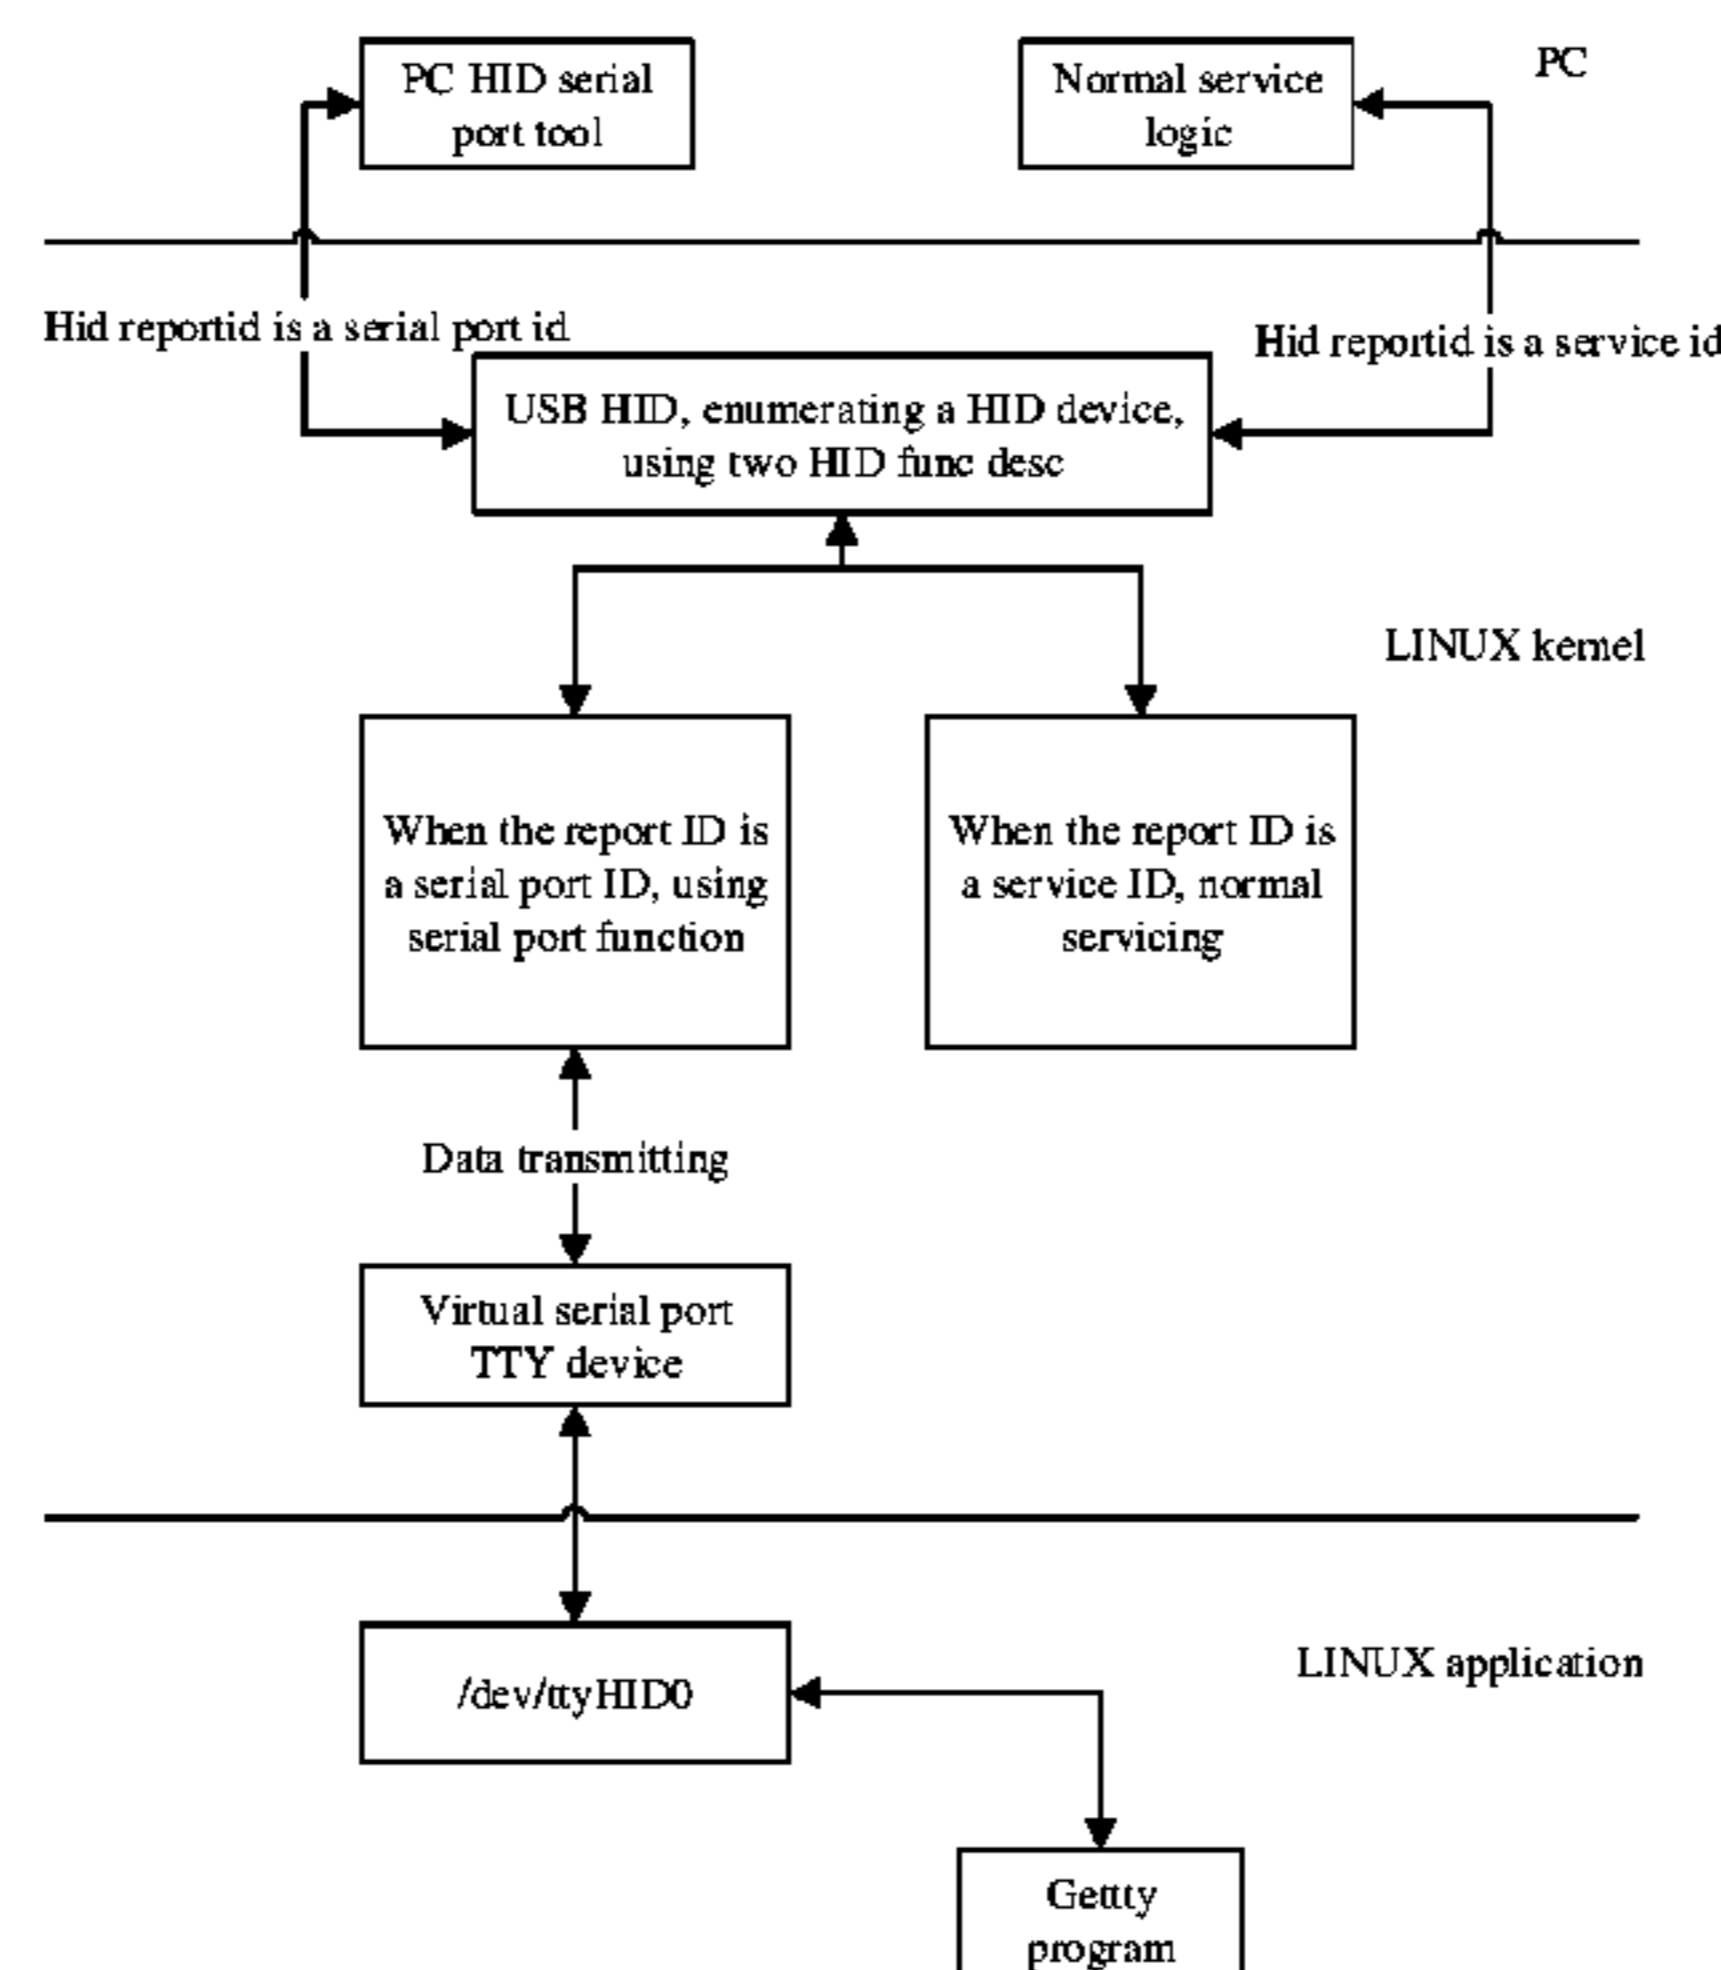 PC HID serial
port tool
Normal service
logic
PC
Hid reportid is a serial port id
Hid reportid is a service id
USB HID, enumerating a HID device,
using two HID func desc
LINUX kernel
When the report ID is
a serial port ID, using
serial port function
When the report ID is
a service ID, normal
servicing
Data transmitting
Virtual serial port
TTY device
/dev/ttyHID0
LINUX application
Gettty
program